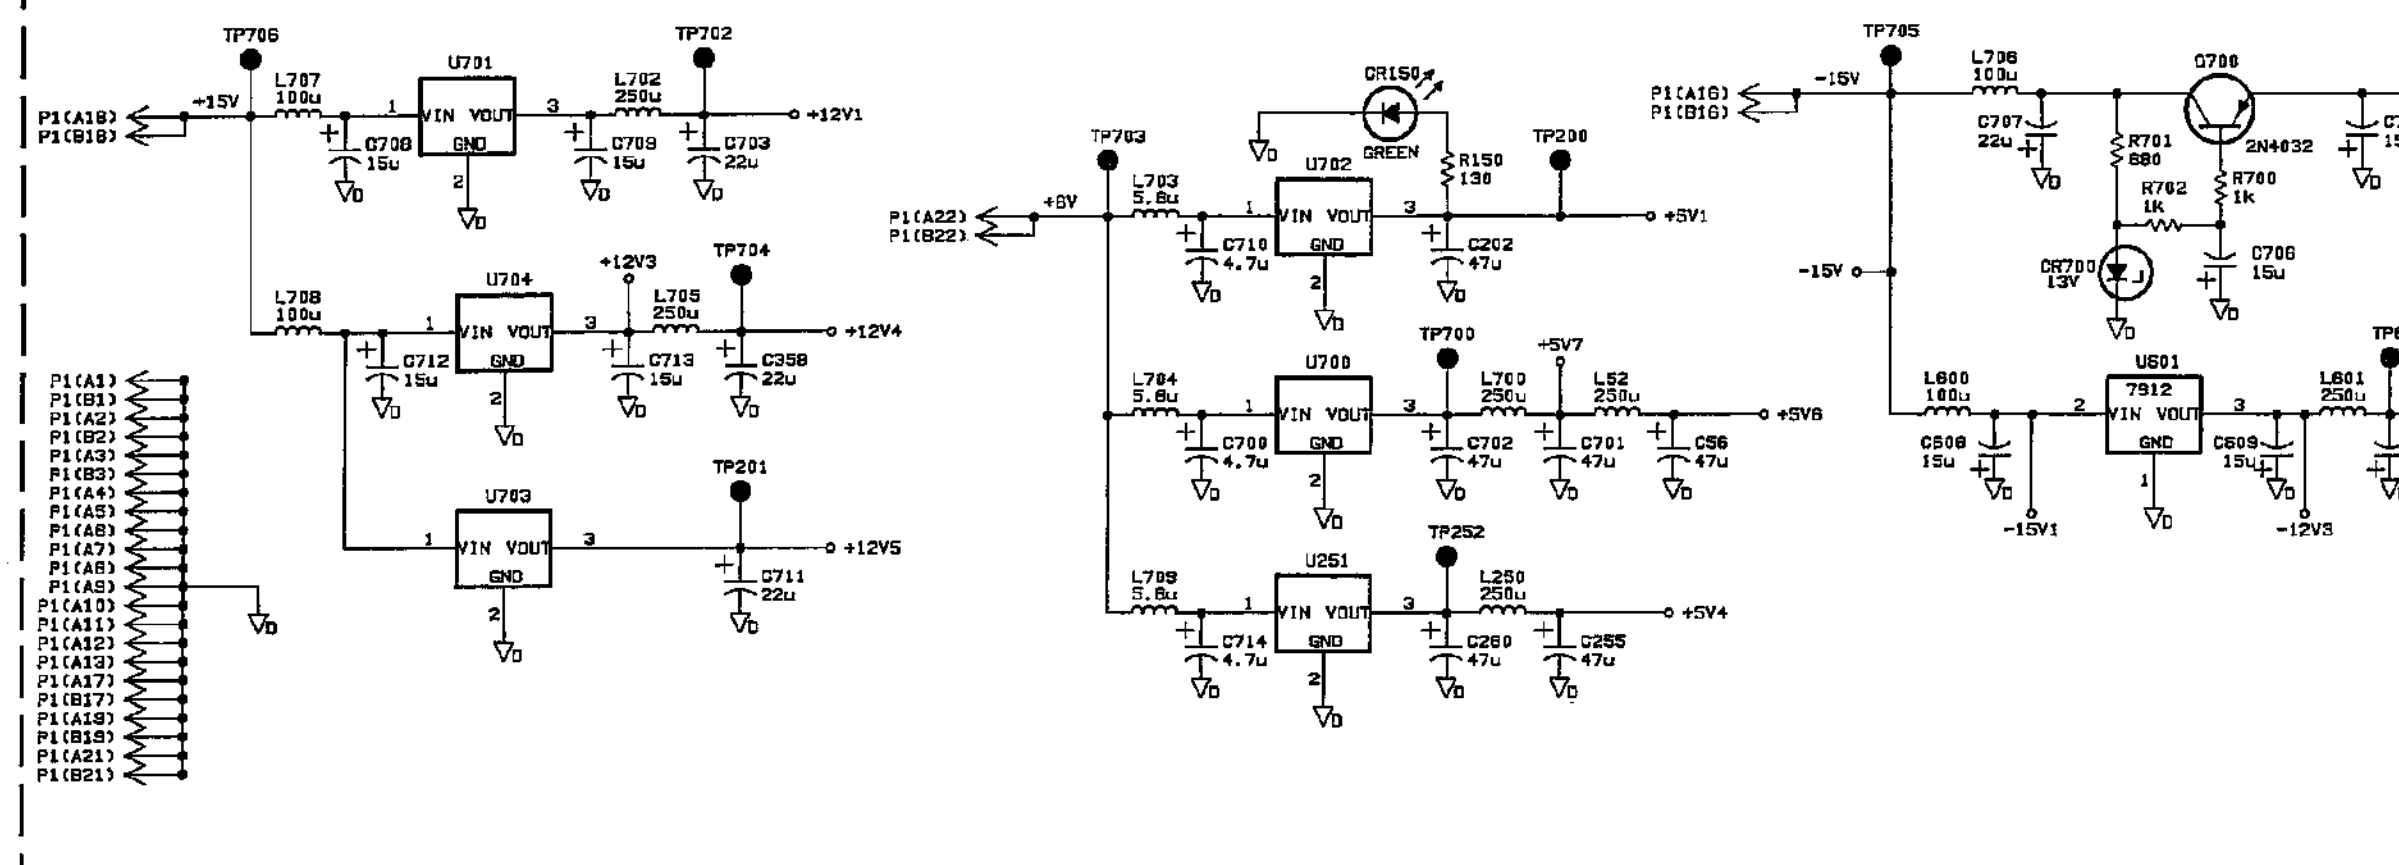 TP706
P1(A18)
P1(B18)
+15V
L707
100u
C708
15u
U701
1
VIN
VOUT
3
GND
2
C709
15u
L702
250u
TP702
C703
22u
+12V1
L708
100u
C712
15u
U704
1
VIN
VOUT
3
GND
2
+12V3
C713
15u
L705
250u
TP704
C358
22u
+12V4
U703
1
VIN
VOUT
3
GND
2
TP201
C711
22u
+12V5
P1(A1)
P1(B1)
P1(A2)
P1(B2)
P1(A3)
P1(B3)
P1(A4)
P1(A5)
P1(A6)
P1(A7)
P1(A8)
P1(A9)
P1(A10)
P1(A11)
P1(A12)
P1(A13)
P1(A17)
P1(B17)
P1(A19)
P1(B19)
P1(A21)
P1(B21)
D
TP703
P1(A22)
P1(B22)
+8V
L703
5.8u
C710
4.7u
CR150
GREEN
R150
130
U702
1
VIN
VOUT
3
GND
2
C202
47u
TP200
+5V1
L704
5.8u
C700
4.7u
U700
1
VIN
VOUT
3
GND
2
TP700
C702
47u
L700
250u
+5V7
C701
47u
L52
250u
C56
47u
+5V6
L709
5.8u
C714
4.7u
U251
1
VIN
VOUT
3
GND
2
TP252
C260
47u
L250
250u
C255
47u
+5V4
TP705
P1(A16)
P1(B16)
-15V
L706
100u
C707
22u
R701
680
Q700
2N4032
R702
1k
R700
1k
CR700
13V
C706
15u
-15V
L600
100u
C608
15u
-15V1
U601
7912
2
VIN
VOUT
3
GND
1
C609
15u
-12V3
L601
250u